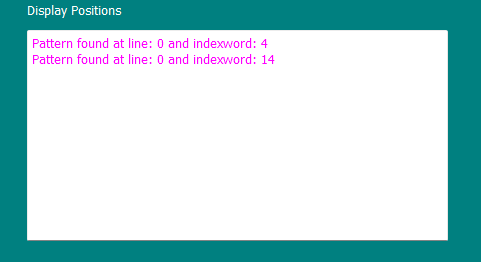 Display Positions
Pattern found at line: 0 and indexword: 4
Pattern found at line: 0 and indexword: 14